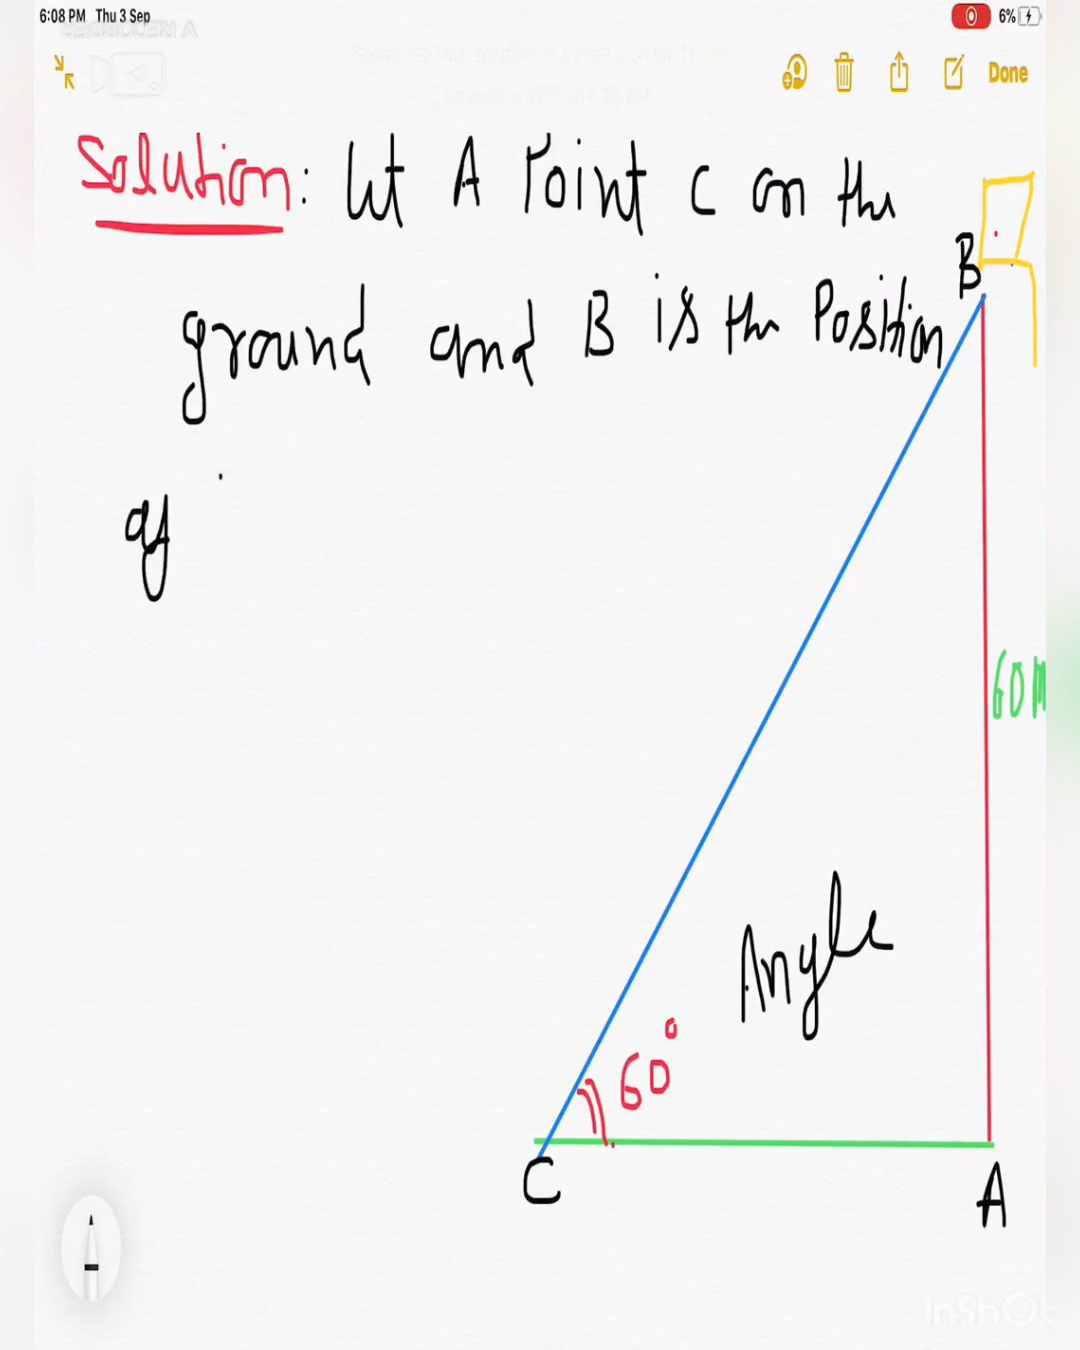 6:08 PM Thu 3 Sep
6%
Done
Solution: let A Point C on the
B
ground and B is the Position
of
60M
Angle
60°
C
A
InShOt